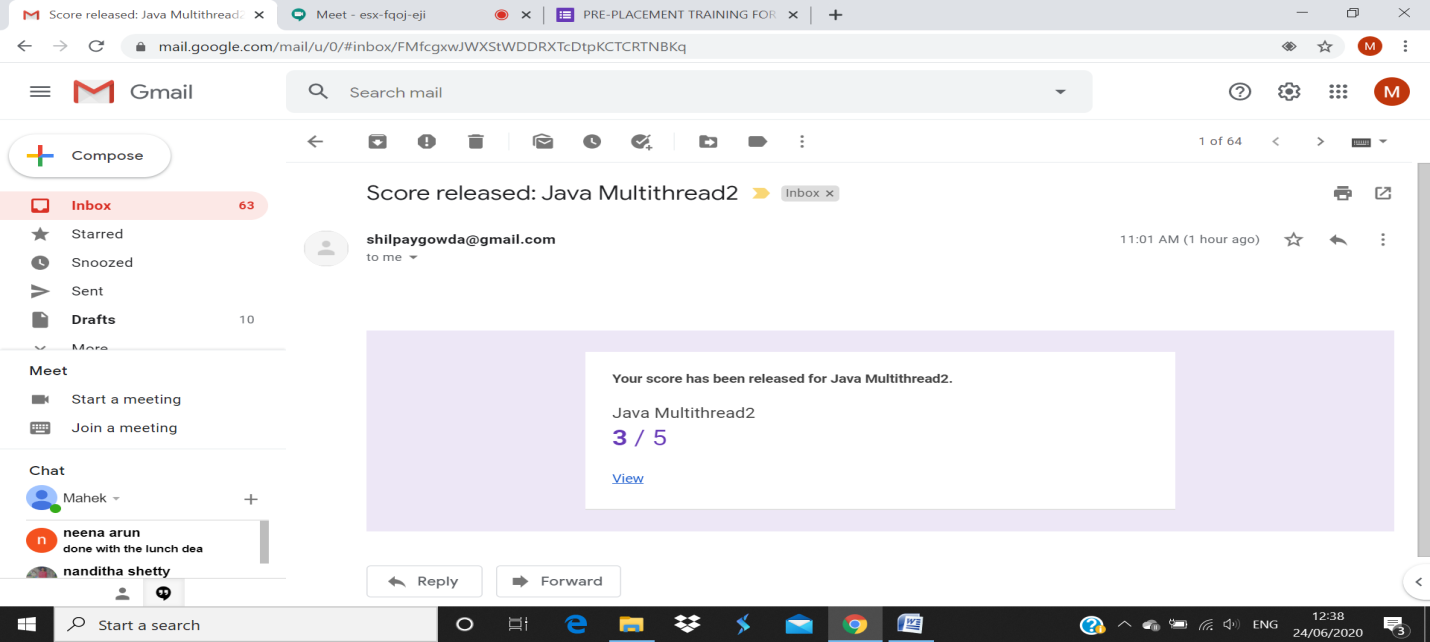 Score released: Java Multithread2
Meet - esx-fqoj-eji
PRE-PLACEMENT TRAINING FOR
mail.google.com/mail/u/0/#inbox/FMfcgxwJWXStWDDRXTcDtpKCTCRTNBKq
M
Gmail
Search mail
M
Compose
1 of 64
Inbox 63
Starred
Snoozed
Sent
Drafts 10
More
Meet
Start a meeting
Join a meeting
Chat
Mahek
n
neena arun
done with the lunch dea
nanditha shetty
Score released: Java Multithread2
Inbox
shilpaygowda@gmail.com
11:01 AM (1 hour ago)
to me
Your score has been released for Java Multithread2.
Java Multithread2
3 / 5
View
Reply
Forward
Start a search
ENG
12:38
24/06/2020
3